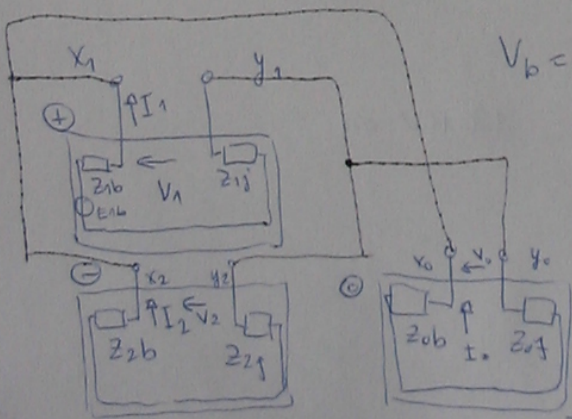 x₁ y₁ V_b =
↑I₁
+
Z1b ← V₁ Z1j
E1b
−
x₂ y₂ x₀ ← V₀ y₀
↑I₂ ← V₂ 0
Z2b Z2j Z0b ↑I₀ Z0j